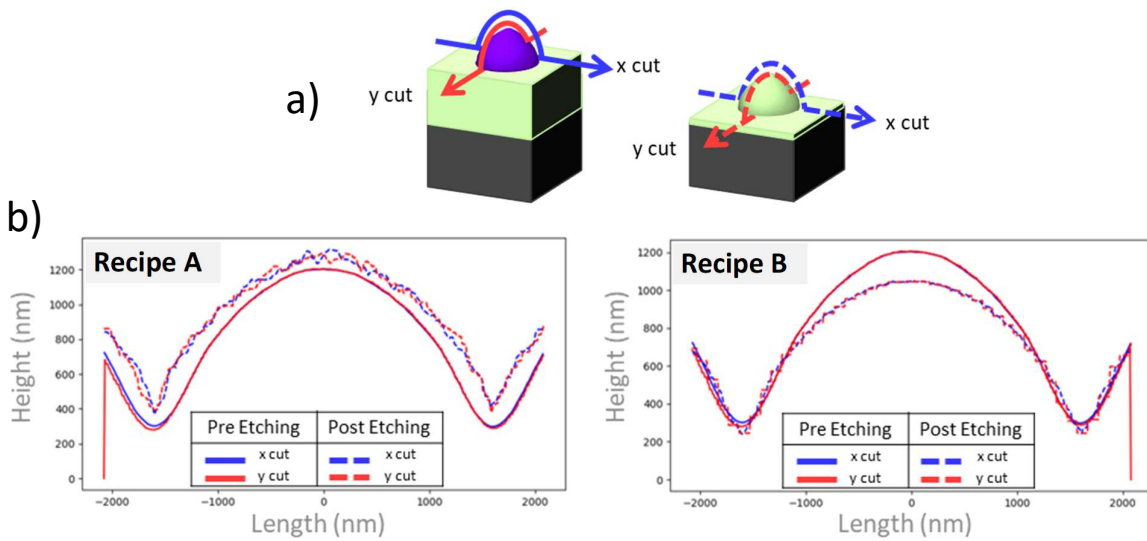 a)
x cut
y cut
x cut
y cut
b)
Recipe A
Height (nm)
1200
1000
800
600
400
200
0
Pre Etching Post Etching
x cut x cut
y cut y cut
−2000 −1000 0 1000 2000
Length (nm)
Recipe B
Height (nm)
1200
1000
800
600
400
200
0
Pre Etching Post Etching
x cut x cut
y cut y cut
−2000 −1000 0 1000 2000
Length (nm)